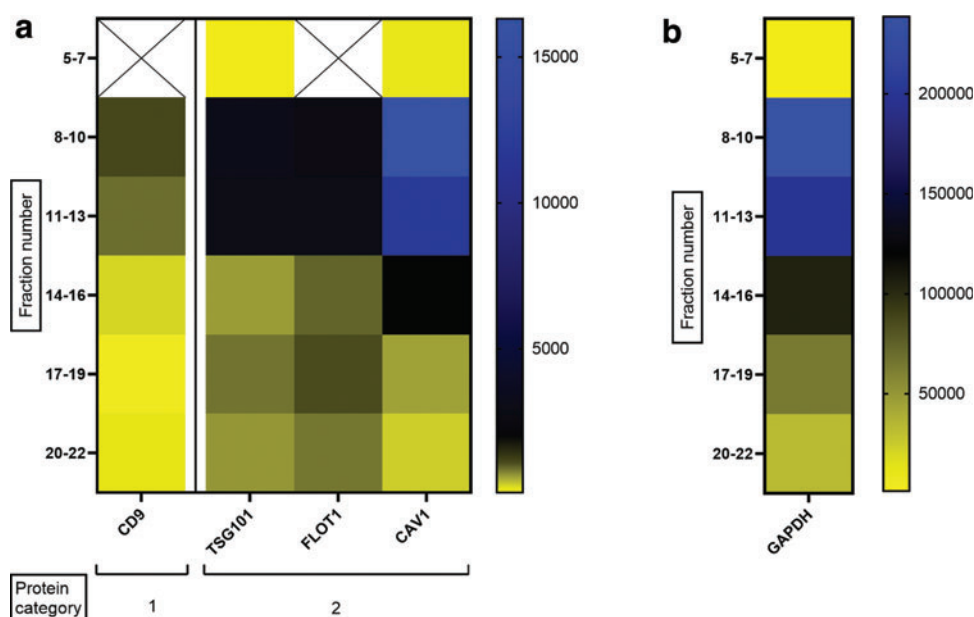 a
Fraction number
5-7
8-10
11-13
14-16
17-19
20-22
CD9
TSG101
FLOT1
CAV1
15000
10000
5000
Protein
category
1
2
b
Fraction number
5-7
8-10
11-13
14-16
17-19
20-22
GAPDH
200000
150000
100000
50000